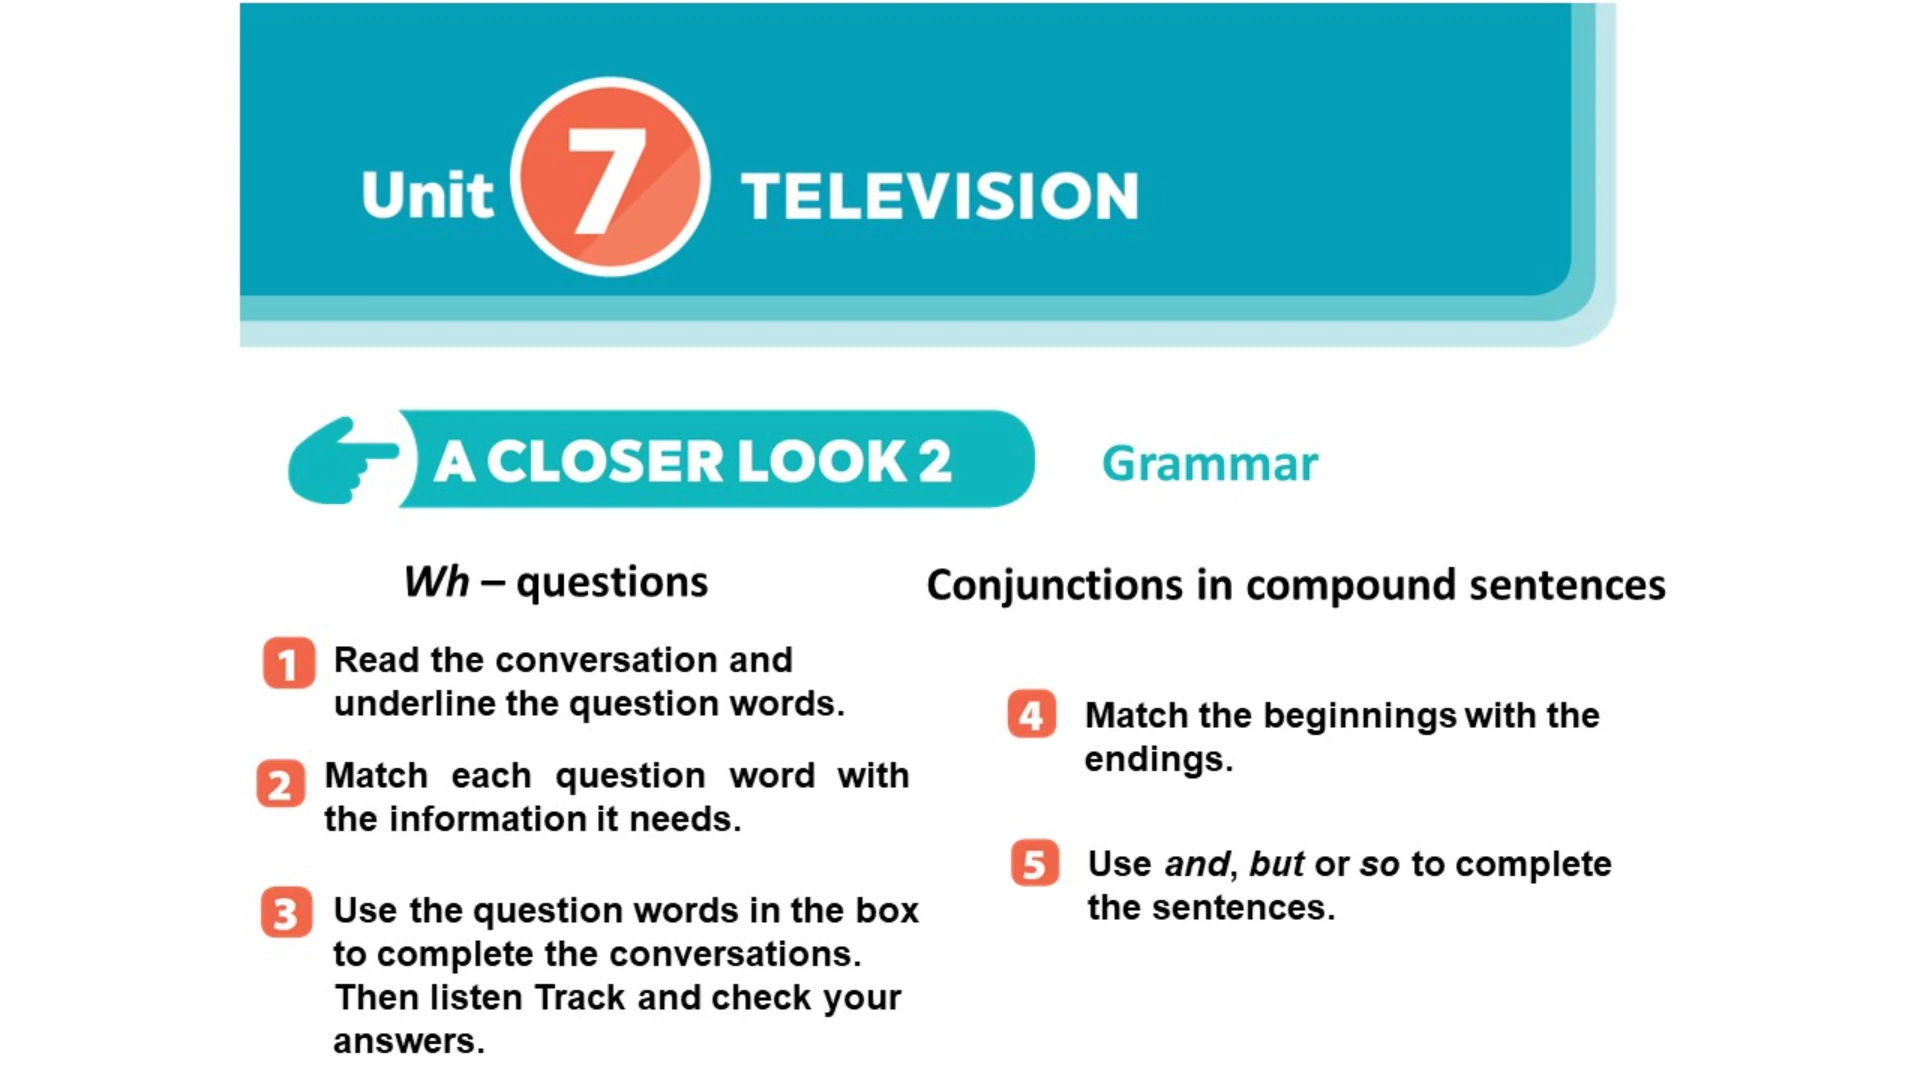 Unit 7 TELEVISION
A CLOSER LOOK 2
Grammar
Wh – questions
1 Read the conversation and
underline the question words.
2 Match each question word with
the information it needs.
3 Use the question words in the box
to complete the conversations.
Then listen Track and check your
answers.
Conjunctions in compound sentences
4 Match the beginnings with the
endings.
5 Use and, but or so to complete
the sentences.